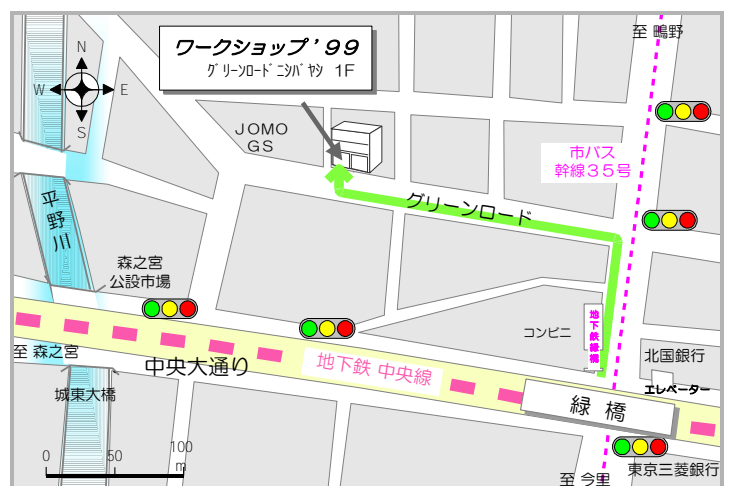 至 鴫野
ワークショップ’９９
ｸﾞﾘｰﾝﾛｰﾄﾞﾆｼﾊﾞﾔｼ 1F
N
W
E
S
ＪＯＭＯ
ＧＳ
市バス
幹線３５号
グリーンロード
平野川
森之宮
公設市場
地下鉄緑橋
コンビニ
至 森之宮
中央大通り
地下鉄 中央線
北国銀行
エレベーター
城東大橋
緑 橋
0 50 100
m
東京三菱銀行
至 今里